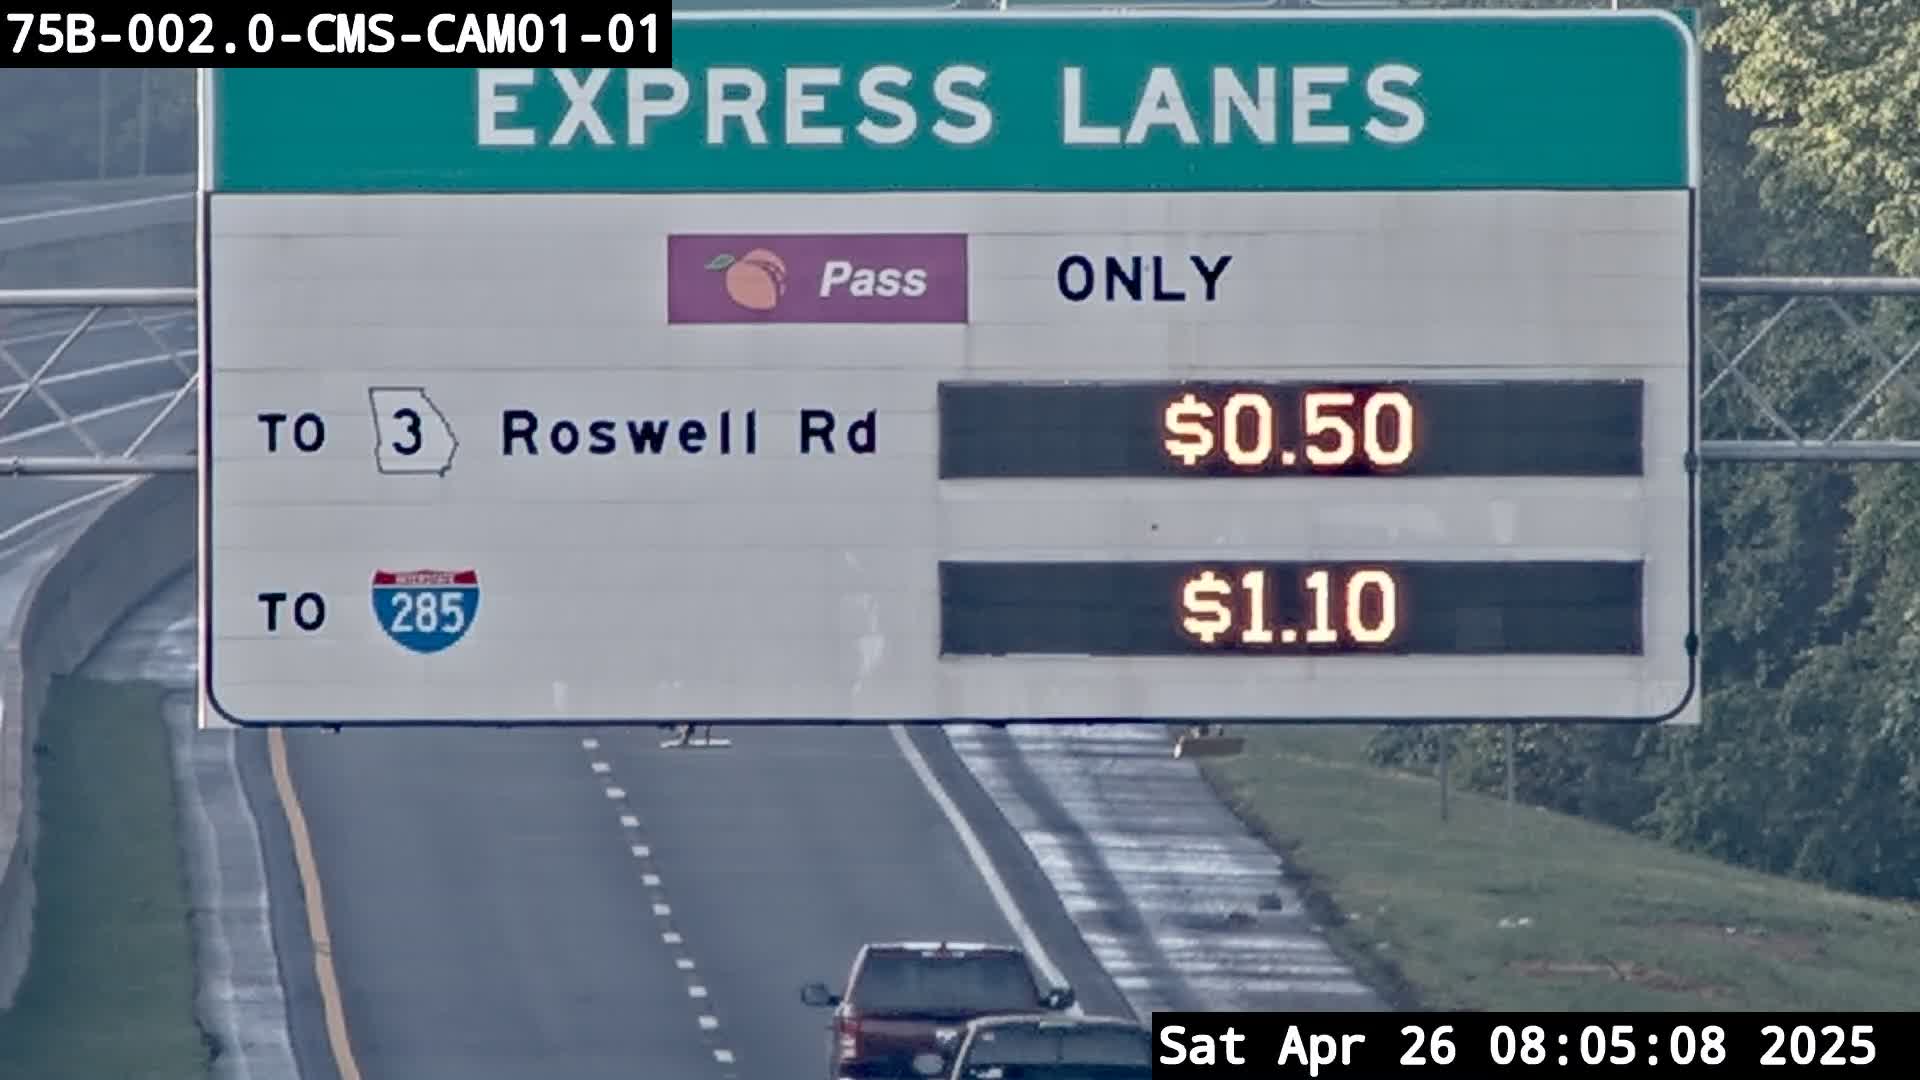 75B-002.0-CMS-CAM01-01
EXPRESS LANES
Pass ONLY
TO 3 Roswell Rd $0.50
TO INTERSTATE 285 $1.10
Sat Apr 26 08:05:08 2025